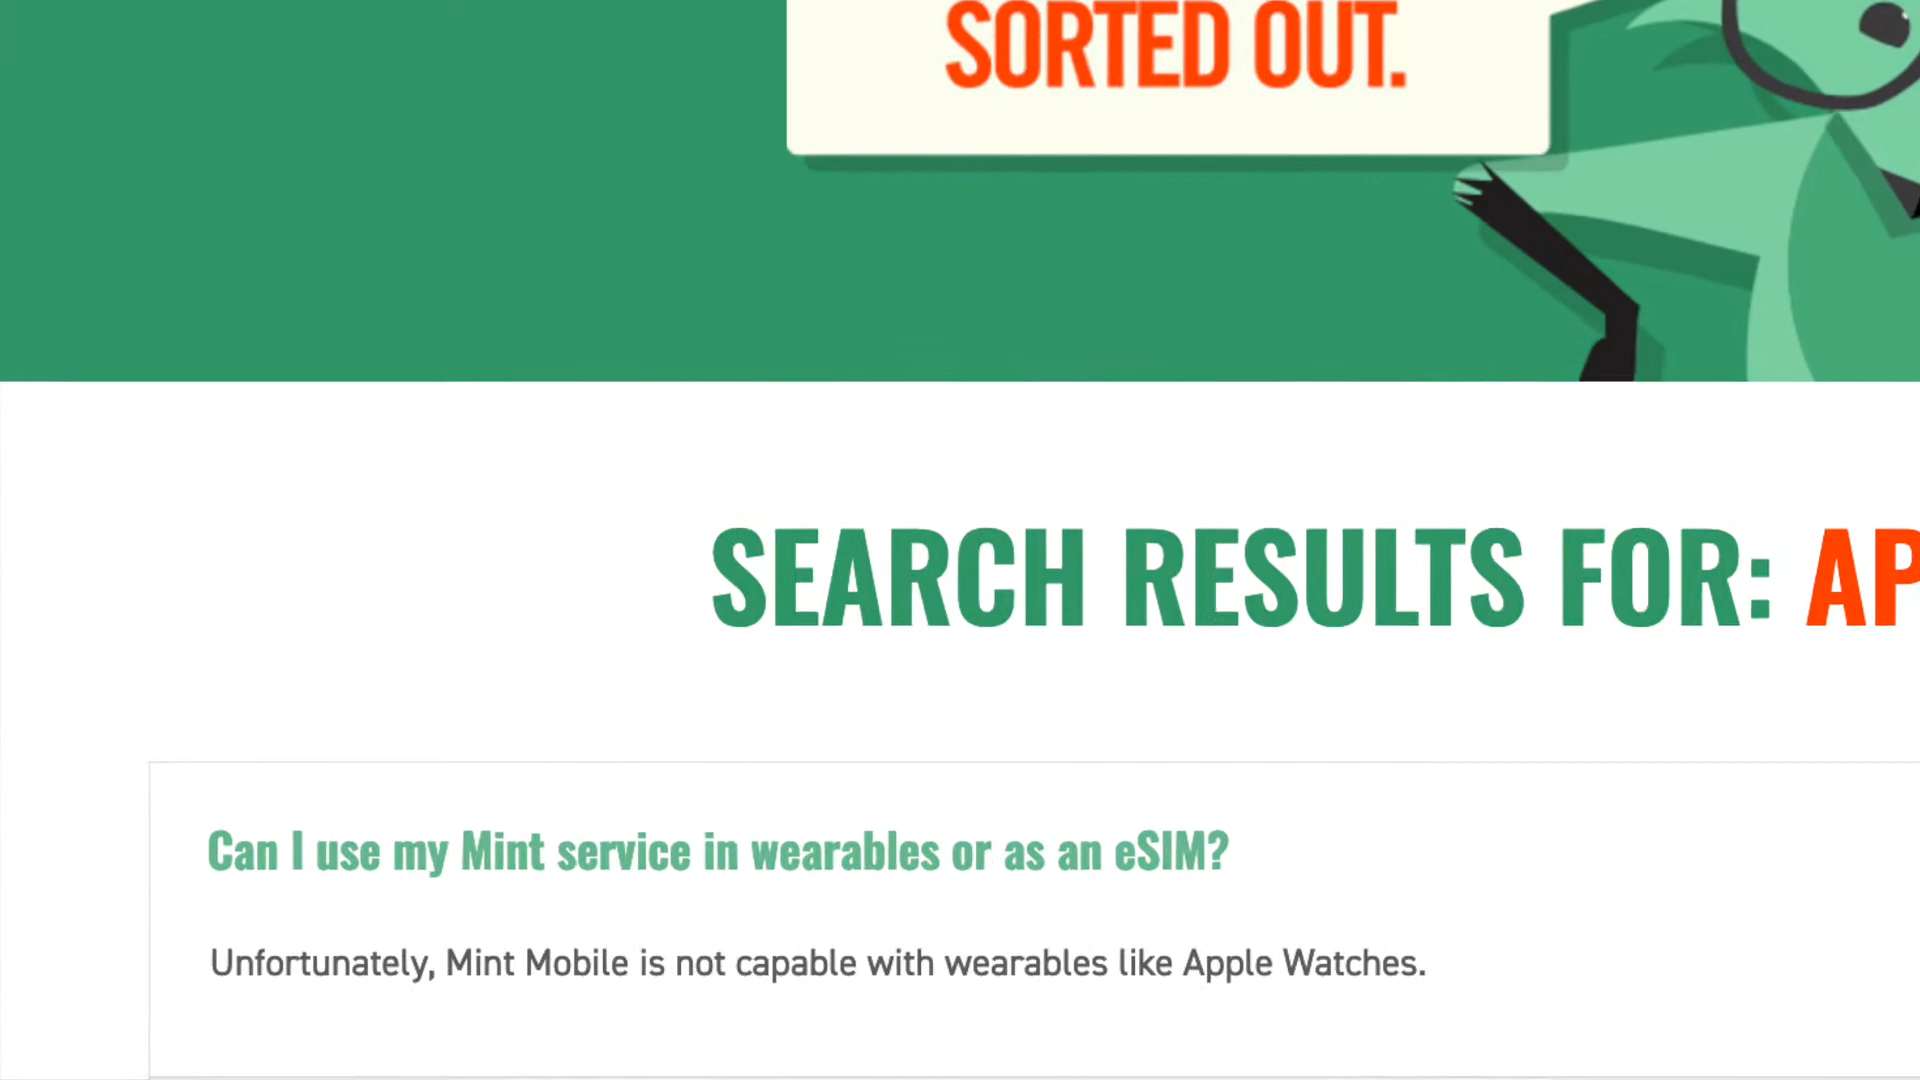 SORTED OUT.
SEARCH RESULTS FOR: AP
Can I use my Mint service in wearables or as an eSIM?
Unfortunately, Mint Mobile is not capable with wearables like Apple Watches.